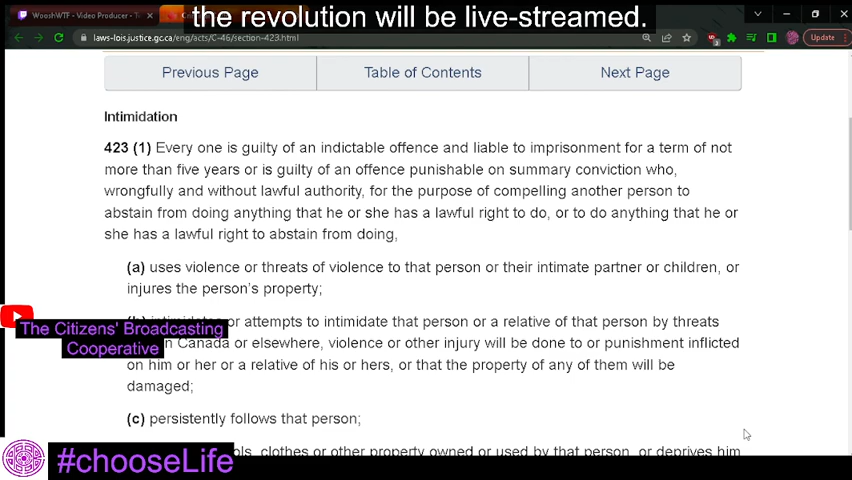 the revolution will be live-streamed.
WooshWTF - Video Producer - T
laws-lois.justice.gc.ca/eng/acts/C-46/section-423.html
Update
Previous Page
Table of Contents
Next Page
Intimidation
423 (1) Every one is guilty of an indictable offence and liable to imprisonment for a term of not
more than five years or is guilty of an offence punishable on summary conviction who,
wrongfully and without lawful authority, for the purpose of compelling another person to
abstain from doing anything that he or she has a lawful right to do, or to do anything that he or
she has a lawful right to abstain from doing,
(a) uses violence or threats of violence to that person or their intimate partner or children, or
injures the person's property;
(b) intimidates or attempts to intimidate that person or a relative of that person by threats
in Canada or elsewhere, violence or other injury will be done to or punishment inflicted
on him or her or a relative of his or hers, or that the property of any of them will be
damaged;
The Citizens' Broadcasting
Cooperative
(c) persistently follows that person;
clothes or other property owned or used by that person, or deprives him
#chooseLife